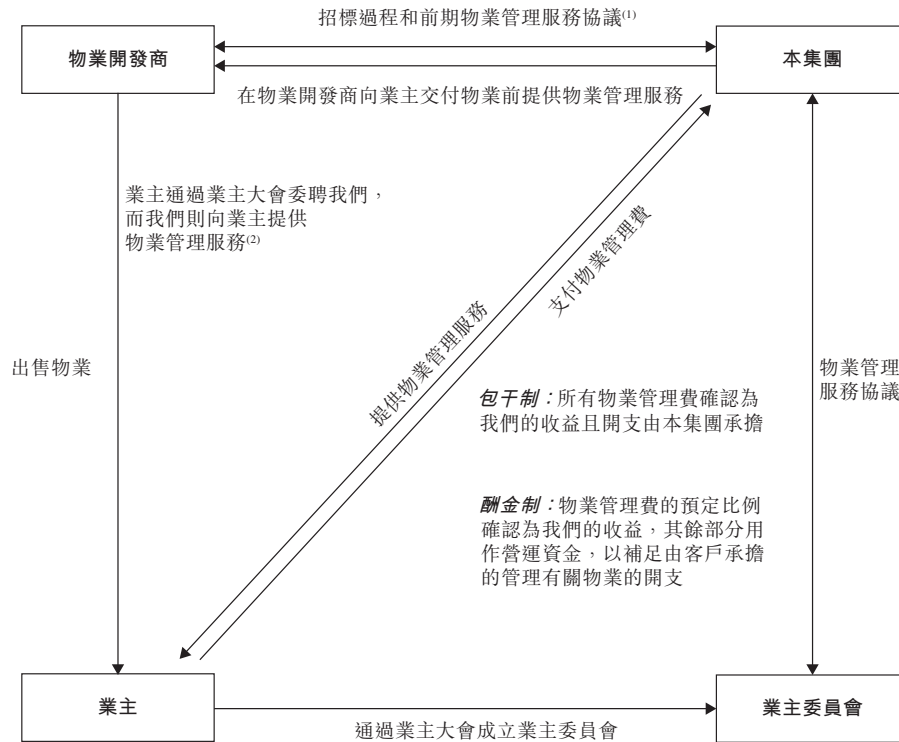 招標過程和前期物業管理服務協議(1)
物業開發商
本集團
在物業開發商向業主交付物業前提供物業管理服務
業主通過業主大會委聘我們，
而我們則向業主提供
物業管理服務(2)
支付物業管理費
提供物業管理服務
出售物業
物業管理
服務協議
包干制：所有物業管理費確認為
我們的收益且開支由本集團承擔
酬金制：物業管理費的預定比例
確認為我們的收益，其餘部分用
作營運資金，以補足由客戶承擔
的管理有關物業的開支
業主
業主委員會
通過業主大會成立業主委員會